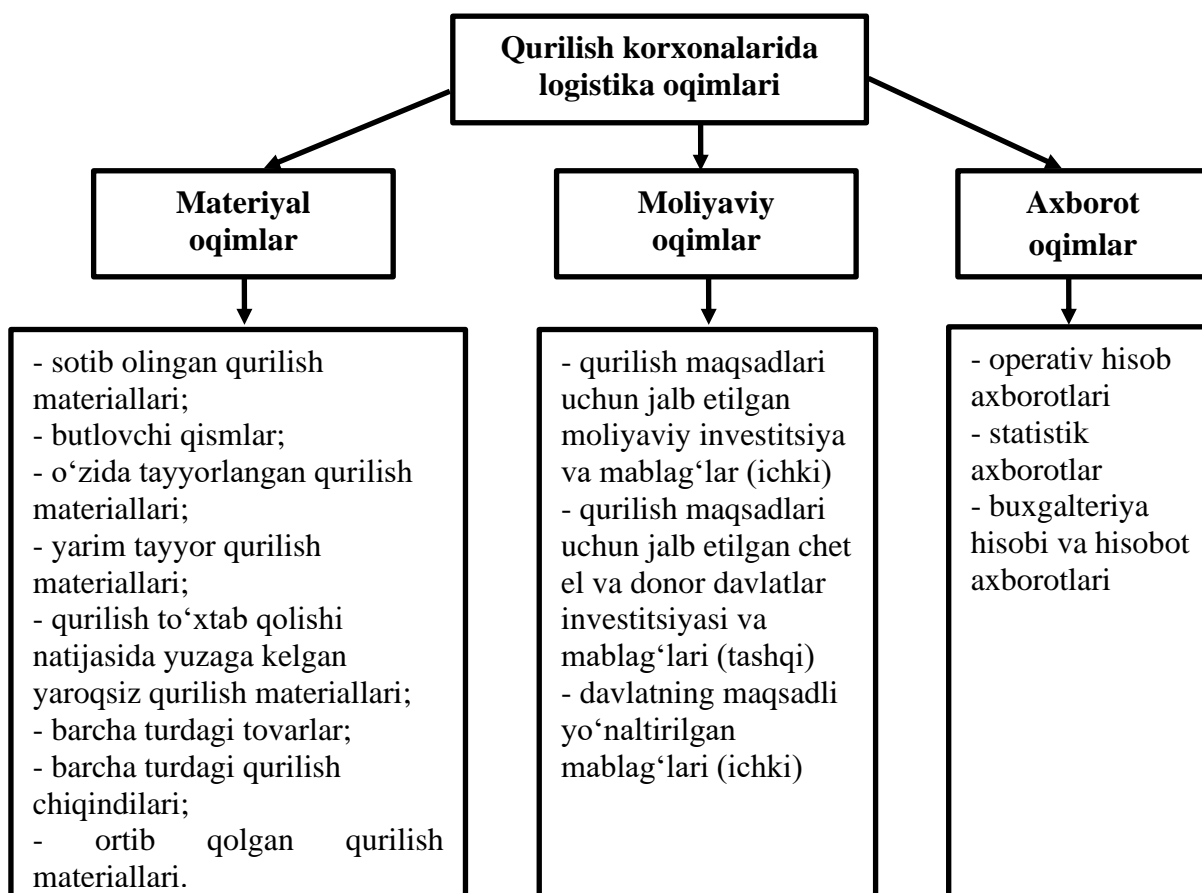 Qurilish korxonalarida
logistika oqimlari
Materiyal
oqimlar
Moliyaviy
oqimlar
Axborot
oqimlar
- sotib olingan qurilish
materiallari;
- butlovchi qismlar;
- o‘zida tayyorlangan qurilish
materiallari;
- yarim tayyor qurilish
materiallari;
- qurilish to‘xtab qolishi
natijasida yuzaga kelgan
yaroqsiz qurilish materiallari;
- barcha turdagi tovarlar;
- barcha turdagi qurilish
chiqindilari;
- ortib qolgan qurilish
materiallari.
- qurilish maqsadlari
uchun jalb etilgan
moliyaviy investitsiya
va mablag‘lar (ichki)
- qurilish maqsadlari
uchun jalb etilgan chet
el va donor davlatlar
investitsiyasi va
mablag‘lari (tashqi)
- davlatning maqsadli
yo‘naltirilgan
mablag‘lari (ichki)
- operativ hisob
axborotlari
- statistik
axborotlar
- buxgalteriya
hisobi va hisobot
axborotlari